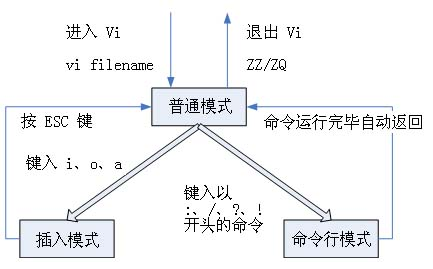 进入 Vi
退出 Vi
vi filename
ZZ/ZQ
普通模式
按 ESC 键
命令运行完毕自动返回
键入 i、o、a
键入以
:、/、?、!
开头的命令
插入模式
命令行模式